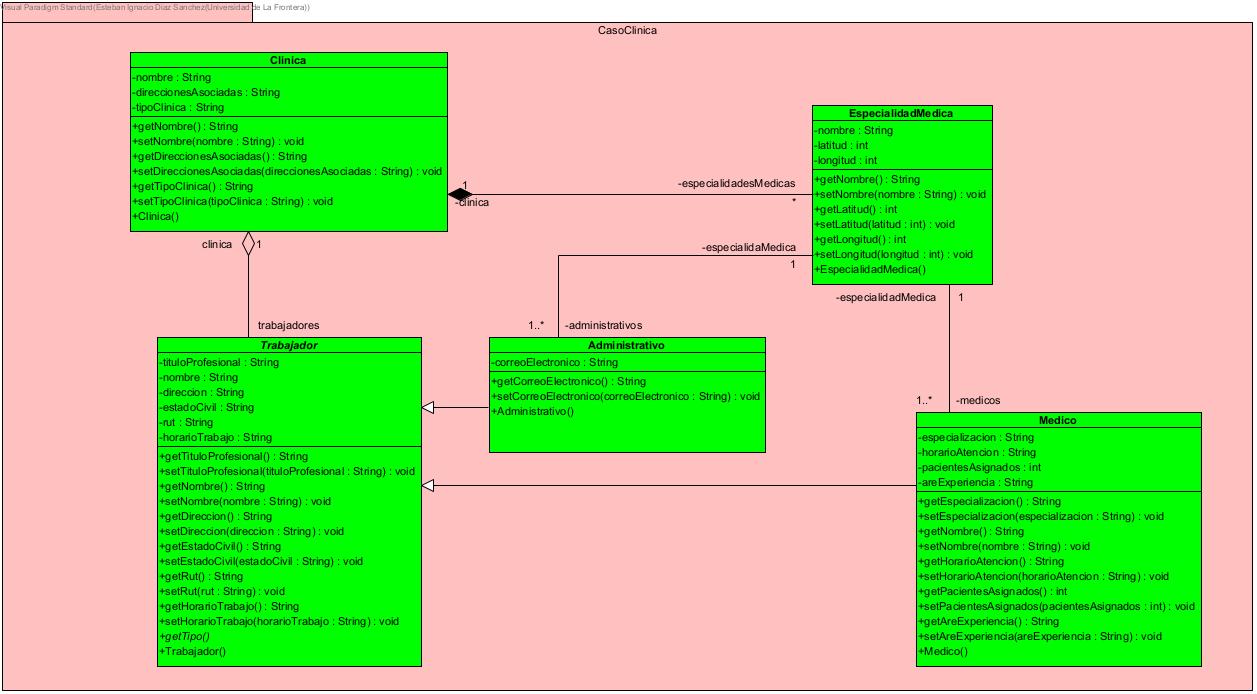 Visual Paradigm Standard(Esteban Ignacio Diaz Sanchez(Universidad de La Frontera))
CasoClinica
Clinica
-nombre : String
-direccionesAsociadas : String
-tipoClinica : String
+getNombre() : String
+setNombre(nombre : String) : void
+getDireccionesAsociadas() : String
+setDireccionesAsociadas(direccionesAsociadas : String) : void
+getTipoClinica() : String
+setTipoClinica(tipoClinica : String) : void
+Clinica()
1
-clinica
-especialidadesMedicas
*
EspecialidadMedica
-nombre : String
-latitud : int
-longitud : int
+getNombre() : String
+setNombre(nombre : String) : void
+getLatitud() : int
+setLatitud(latitud : int) : void
+getLongitud() : int
+setLongitud(longitud : int) : void
+EspecialidadMedica()
clinica
1
trabajadores
-especialidaMedica
1
1..*
-administrativos
-especialidadMedica
1
1..*
-medicos
Trabajador
-tituloProfesional : String
-nombre : String
-direccion : String
-estadoCivil : String
-rut : String
-horarioTrabajo : String
+getTituloProfesional() : String
+setTituloProfesional(tituloProfesional : String) : void
+getNombre() : String
+setNombre(nombre : String) : void
+getDireccion() : String
+setDireccion(direccion : String) : void
+getEstadoCivil() : String
+setEstadoCivil(estadoCivil : String) : void
+getRut() : String
+setRut(rut : String) : void
+getHorarioTrabajo() : String
+setHorarioTrabajo(horarioTrabajo : String) : void
+getTipo()
+Trabajador()
Administrativo
-correoElectronico : String
+getCorreoElectronico() : String
+setCorreoElectronico(correoElectronico : String) : void
+Administrativo()
Medico
-especializacion : String
-horarioAtencion : String
-pacientesAsignados : int
-areExperiencia : String
+getEspecializacion() : String
+setEspecializacion(especializacion : String) : void
+getNombre() : String
+setNombre(nombre : String) : void
+getHorarioAtencion() : String
+setHorarioAtencion(horarioAtencion : String) : void
+getPacientesAsignados() : int
+setPacientesAsignados(pacientesAsignados : int) : void
+getAreExperiencia() : String
+setAreExperiencia(areExperiencia : String) : void
+Medico()